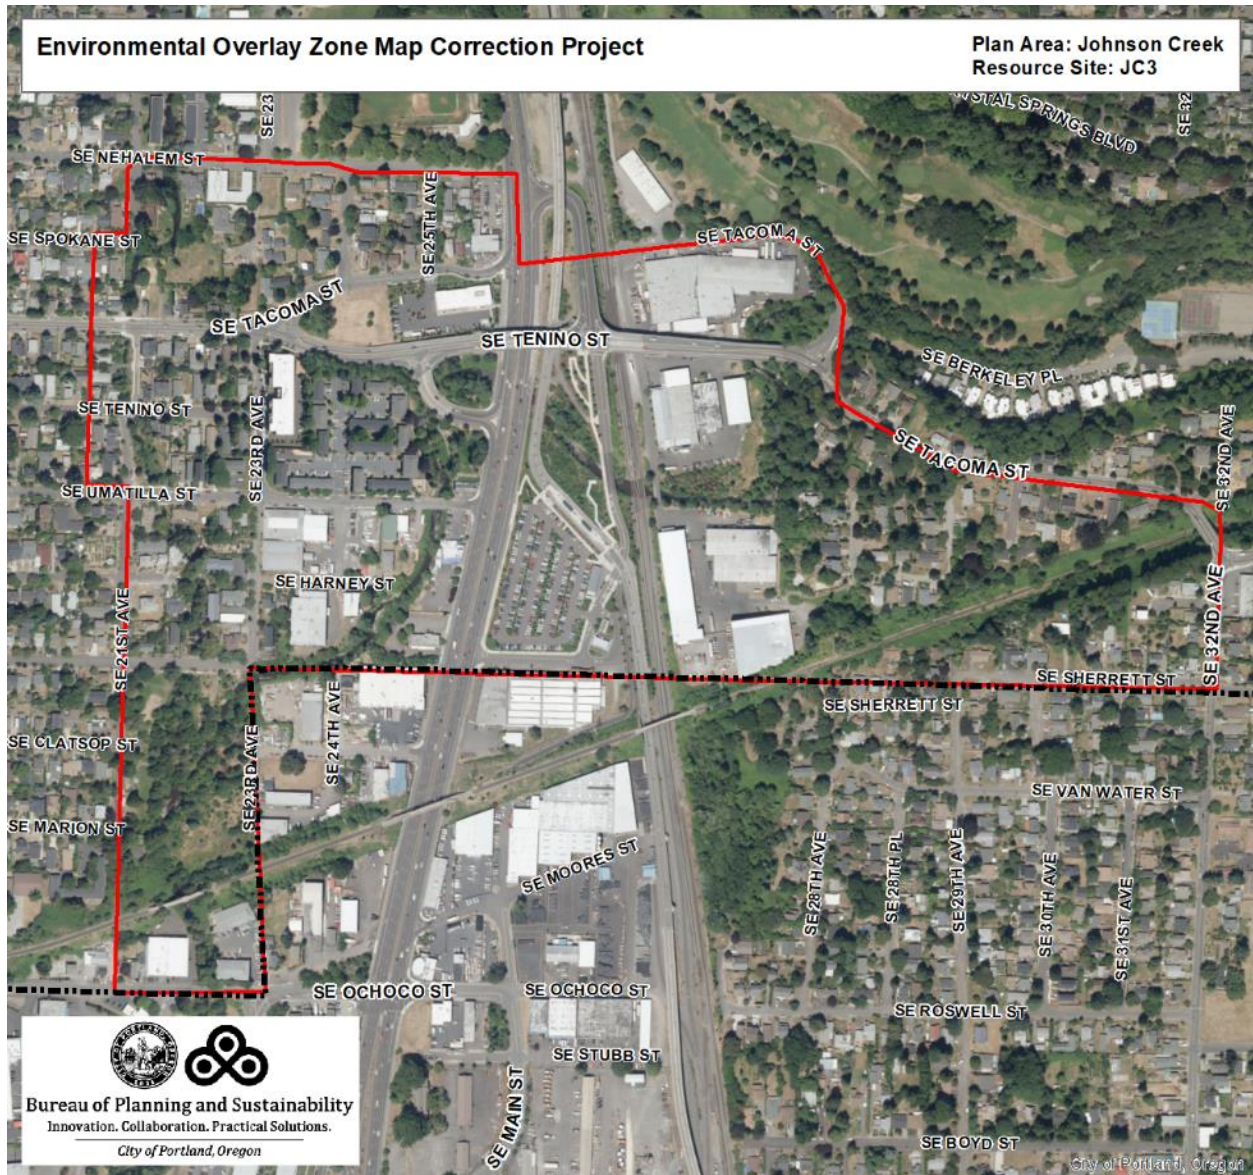 Environmental Overlay Zone Map Correction Project
Plan Area: Johnson Creek
Resource Site: JC3
SPRINGS BLVD
SE 23
SE 32
SE NEHALEM ST
SE 25TH AVE
SE SPOKANE ST
SE TACOMA ST
SE TACOMA ST
SE TENINO ST
SE BERKELEY PL
SE TENINO ST
SE 23RD AVE
SE TACOMA ST
SE 32ND AVE
SE UMATILLA ST
SE HARNEY ST
SE 21ST AVE
SE 32ND AVE
SE SHERRETT ST
SE SHERRETT ST
SE 24TH AVE
SE CLATSOP ST
SE 23RD AVE
SE VAN WATER ST
SE MARION ST
SE MOORES ST
SE 28TH AVE
SE 28TH PL
SE 29TH AVE
SE 30TH AVE
SE 31ST AVE
SE OCHOCO ST
SE OCHOCO ST
SE ROSWELL ST
SE STUBB ST
SE MAIN ST
SE BOYD ST
Bureau of Planning and Sustainability
Innovation. Collaboration. Practical Solutions.
City of Portland, Oregon
City of Portland, Oregon